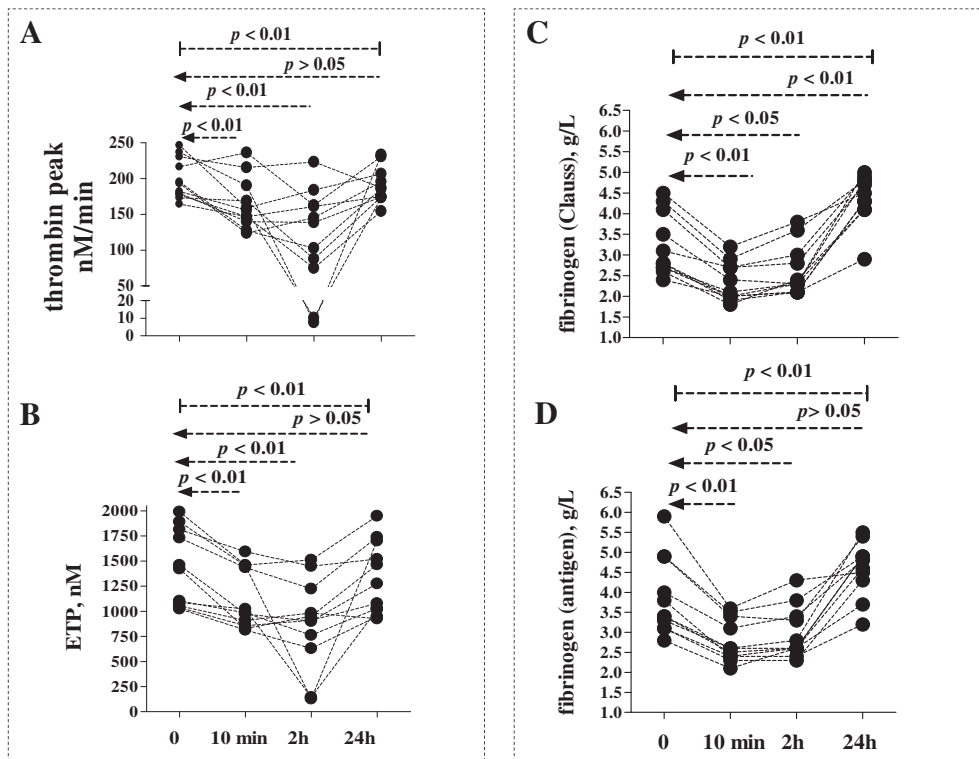 A
p < 0.01
p > 0.05
p < 0.01
p < 0.01
thrombin peak
nM/min
250
200
150
100
50
20
10
0
B
p < 0.01
p > 0.05
p < 0.01
p < 0.01
ETP, nM
2000
1750
1500
1250
1000
750
500
250
0
0 10 min 2h 24h
C
p < 0.01
p < 0.01
p < 0.05
p < 0.01
fibrinogen (Clauss), g/L
6.5
6.0
5.5
5.0
4.5
4.0
3.5
3.0
2.5
2.0
1.5
1.0
D
p < 0.01
p> 0.05
p < 0.05
p < 0.01
fibrinogen (antigen), g/L
6.5
6.0
5.5
5.0
4.5
4.0
3.5
3.0
2.5
2.0
1.5
1.0
0 10 min 2h 24h